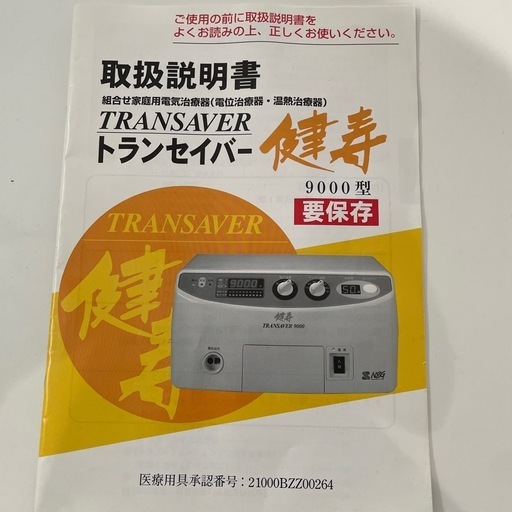 ご使用の前に取扱説明書を
よくお読みの上、正しくお使いください。
取扱説明書
組合せ家庭用電気治療器(電位治療器・温熱治療器)
TRANSAVER
トランセイバー 健寿
9000型
要保存
TRANSAVER
健寿
9000
50
健寿
TRANSAVER 9000
医療用具承認番号:21000BZZ00264